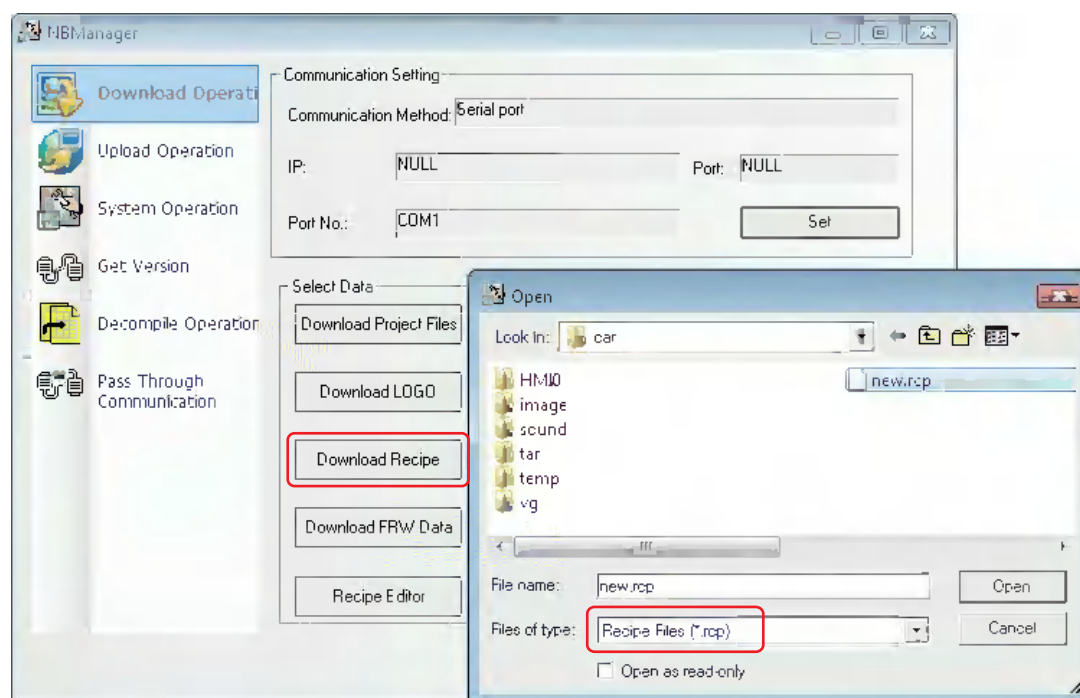 NBManager
Download Operati
Upload Operation
System Operation
Get Version
Decompile Operation
Pass Through
Communication
Communication Setting
Communication Method: Serial port
IP: NULL Port: NULL
Port No.: COM1 Set
Select Data
Download Project Files
Download LOGO
Download Recipe
Download FRW Data
Recipe Editor
Open
Look in: car
HMI0
image
sound
tar
temp
vg
new.rcp
File name: new.rcp Open
Files of type: Recipe Files (*.rcp) Cancel
Open as read-only